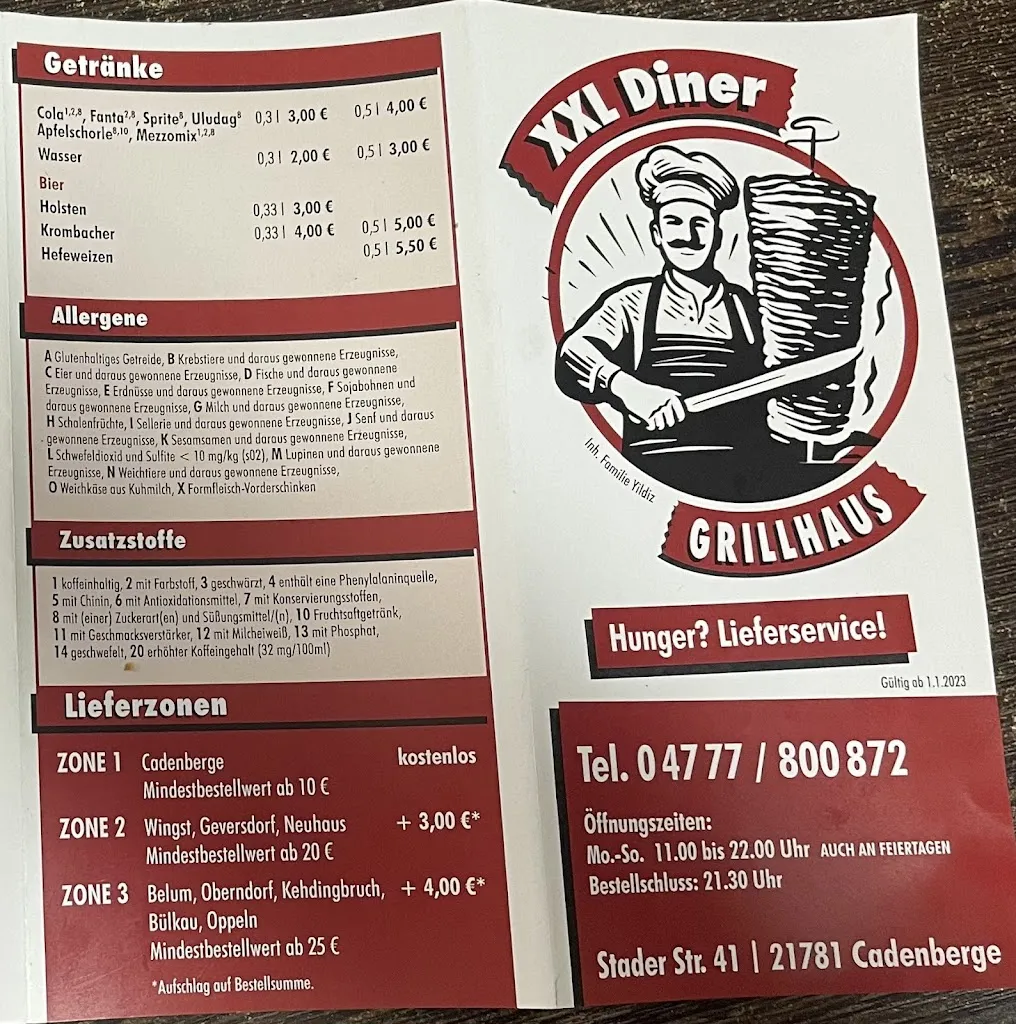 Getränke
Cola1,2,8, Fanta2,8, Sprite8, Uludag8 0,3 l 3,00 € 0,5 l 4,00 €
Apfelschorle8,10, Mezzomix1,2,8
Wasser 0,3 l 2,00 € 0,5 l 3,00 €
Bier
Holsten 0,33 l 3,00 €
Krombacher 0,33 l 4,00 € 0,5 l 5,00 €
Hefeweizen 0,5 l 5,50 €
Allergene
A Glutenhaltiges Getreide, B Krebstiere und daraus gewonnene Erzeugnisse,
C Eier und daraus gewonnene Erzeugnisse, D Fische und daraus gewonnene
Erzeugnisse, E Erdnüsse und daraus gewonnene Erzeugnisse, F Sojabohnen und
daraus gewonnene Erzeugnisse, G Milch und daraus gewonnene Erzeugnisse,
H Schalenfrüchte, I Sellerie und daraus gewonnene Erzeugnisse, J Senf und daraus
gewonnene Erzeugnisse, K Sesamsamen und daraus gewonnene Erzeugnisse,
L Schwefeldioxid und Sulfite < 10 mg/kg (s02), M Lupinen und daraus gewonnene
Erzeugnisse, N Weichtiere und daraus gewonnene Erzeugnisse,
O Weichkäse aus Kuhmilch, X Formfleisch-Vorderschinken
Zusatzstoffe
1 koffeinhaltig, 2 mit Farbstoff, 3 geschwärzt, 4 enthält eine Phenylalaninquelle,
5 mit Chinin, 6 mit Antioxidationsmittel, 7 mit Konservierungsstoffen,
8 mit (einer) Zuckerart(en) und Süßungsmittel/(n), 10 Fruchtsaftgetränk,
11 mit Geschmacksverstärker, 12 mit Milcheiweiß, 13 mit Phosphat,
14 geschwefelt, 20 erhöhter Koffeingehalt (32 mg/100ml)
Lieferzonen
ZONE 1 Cadenberge kostenlos
Mindestbestellwert ab 10 €
ZONE 2 Wingst, Geversdorf, Neuhaus + 3,00 €*
Mindestbestellwert ab 20 €
ZONE 3 Belum, Oberndorf, Kehdingbruch, + 4,00 €*
Bülkau, Oppeln
Mindestbestellwert ab 25 €
*Aufschlag auf Bestellsumme.
XXL Diner
Inh. Familie Yildiz
GRILLHAUS
Hunger? Lieferservice!
Gültig ab 1.1.2023
Tel. 0 47 77 / 800 872
Öffnungszeiten:
Mo.-So. 11.00 bis 22.00 Uhr AUCH AN FEIERTAGEN
Bestellschluss: 21.30 Uhr
Stader Str. 41 | 21781 Cadenberge